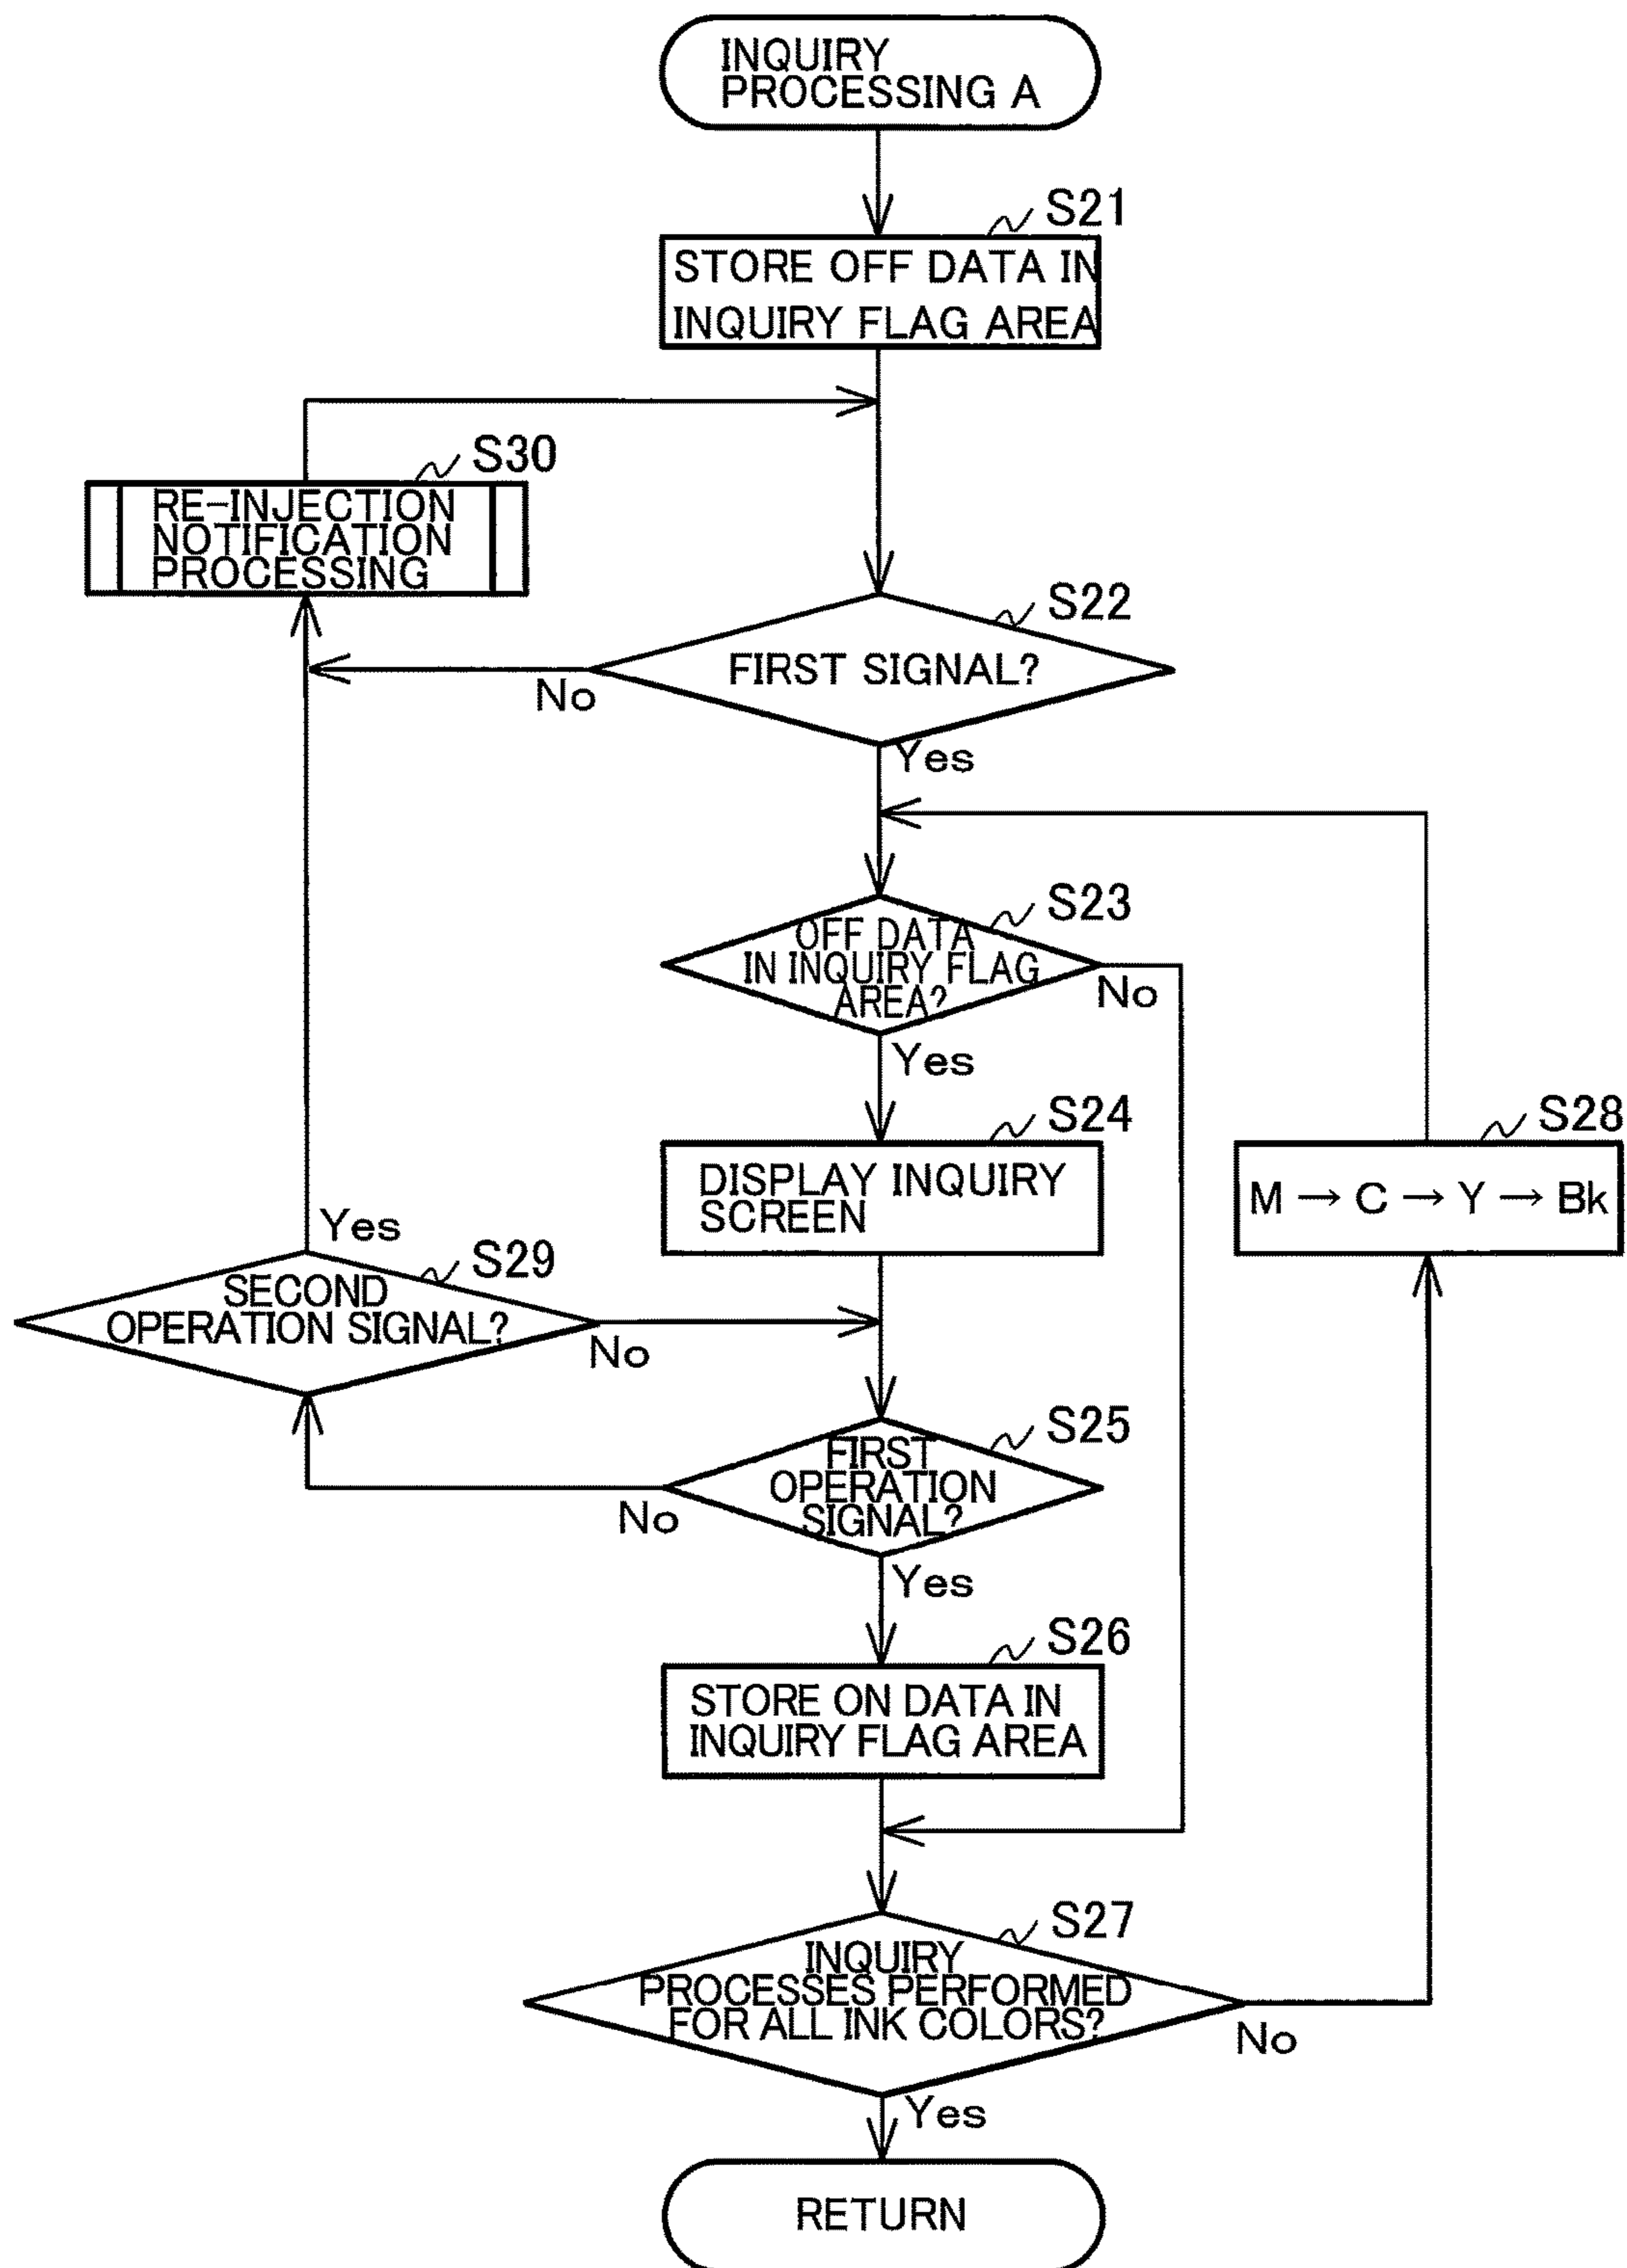 INQUIRY
PROCESSING A
S21
STORE OFF DATA IN
INQUIRY FLAG AREA
S30
RE-INJECTION
NOTIFICATION
PROCESSING
S22
FIRST SIGNAL?
No
Yes
S23
OFF DATA
IN INQUIRY FLAG
AREA?
No
Yes
S24
DISPLAY INQUIRY
SCREEN
S28
M → C → Y → Bk
Yes
S29
SECOND
OPERATION SIGNAL?
No
S25
FIRST
OPERATION
SIGNAL?
No
Yes
S26
STORE ON DATA IN
INQUIRY FLAG AREA
S27
INQUIRY
PROCESSES PERFORMED
FOR ALL INK COLORS?
No
Yes
RETURN